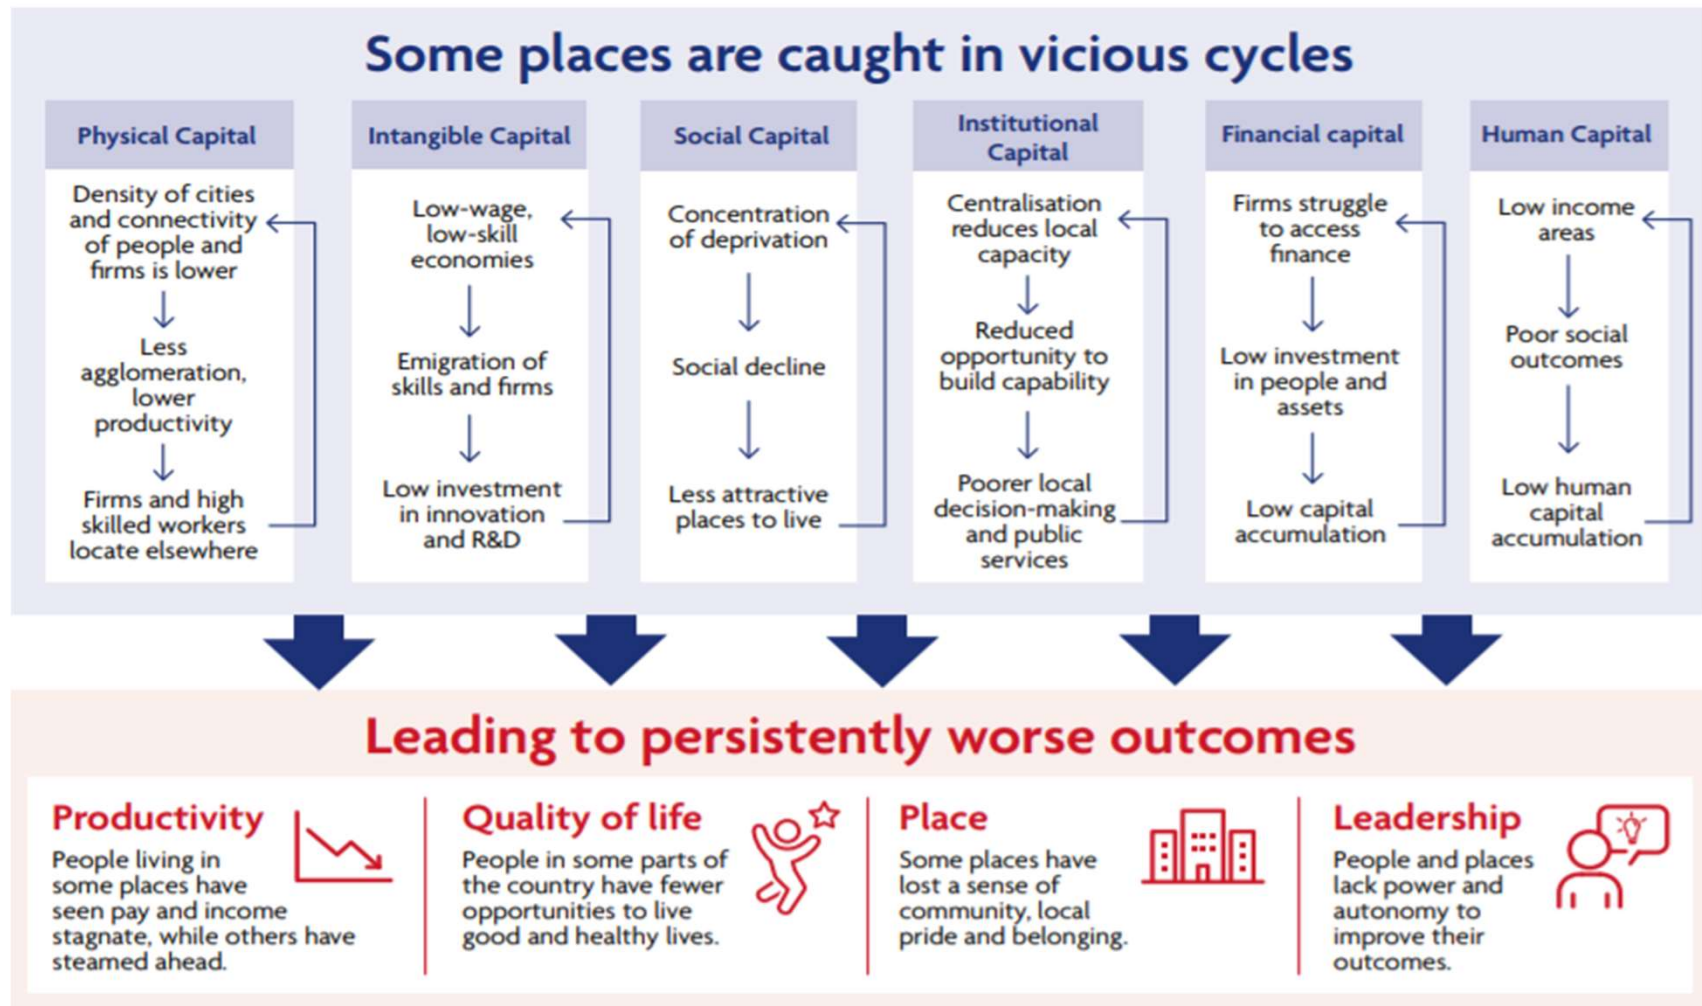 Some places are caught in vicious cycles
Physical Capital
Density of cities
and connectivity
of people and
firms is lower
Less
agglomeration,
lower
productivity
Firms and high
skilled workers
locate elsewhere
Intangible Capital
Low-wage,
low-skill
economies
Emigration of
skills and firms
Low investment
in innovation
and R&D
Social Capital
Concentration
of deprivation
Social decline
Less attractive
places to live
Institutional
Capital
Centralisation
reduces local
capacity
Reduced
opportunity to
build capability
Poorer local
decision-making
and public
services
Financial capital
Firms struggle
to access
finance
Low investment
in people and
assets
Low capital
accumulation
Human Capital
Low income
areas
Poor social
outcomes
Low human
capital
accumulation
Leading to persistently worse outcomes
Productivity
People living in
some places have
seen pay and income
stagnate, while others have
steamed ahead.
Quality of life
People in some parts of
the country have fewer
opportunities to live
good and healthy lives.
Place
Some places have
lost a sense of
community, local
pride and belonging.
Leadership
People and places
lack power and
autonomy to
improve their
outcomes.